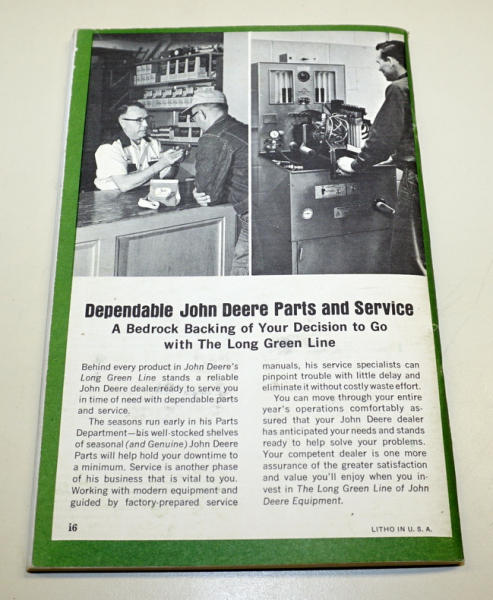 Dependable John Deere Parts and Service
A Bedrock Backing of Your Decision to Go
with The Long Green Line
Behind every product in John Deere's
Long Green Line stands a reliable
John Deere dealer ready to serve you
in time of need with dependable parts
and service.
The seasons run early in his Parts
Department—his well-stocked shelves
of seasonal (and Genuine) John Deere
Parts will help hold your downtime to
a minimum. Service is another phase
of his business that is vital to you.
Working with modern equipment and
guided by factory-prepared service
manuals, his service specialists can
pinpoint trouble with little delay and
eliminate it without costly waste effort.
You can move through your entire
year's operations comfortably as-
sured that your John Deere dealer
has anticipated your needs and stands
ready to help solve your problems.
Your competent dealer is one more
assurance of the greater satisfaction
and value you'll enjoy when you in-
vest in The Long Green Line of John
Deere Equipment.
16
LITHO IN U. S. A.